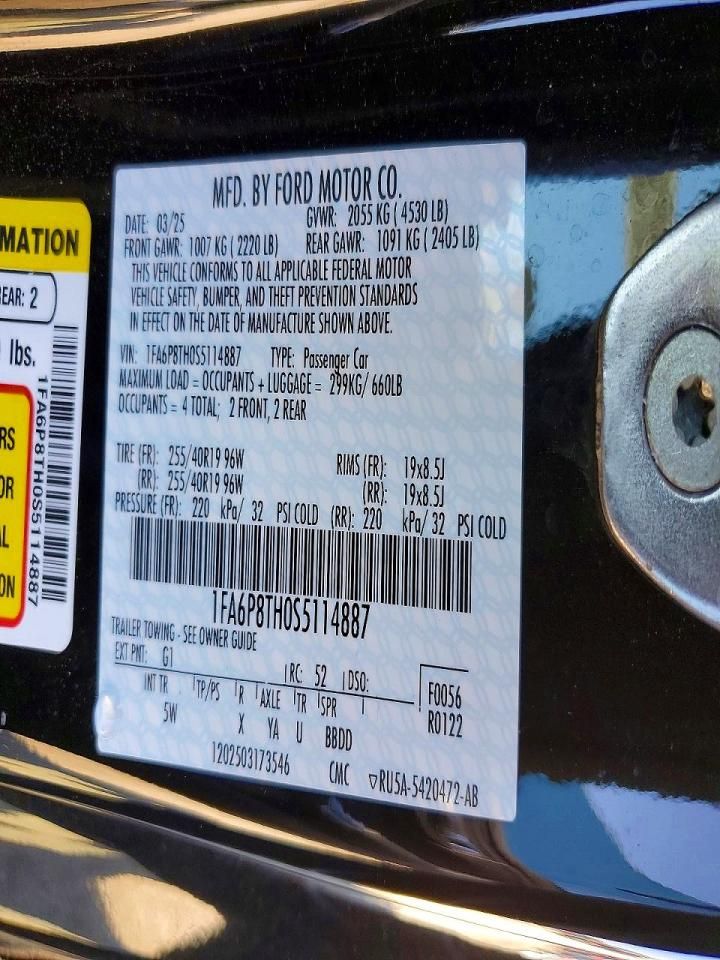 MATION
EAR: 2
lbs.
RS
OR
AL
ON
1FA6P8TH0S5114887
MFD. BY FORD MOTOR CO.
DATE: 03/25 GVWR: 2055 KG ( 4530 LB)
FRONT GAWR: 1007 KG ( 2220 LB) REAR GAWR: 1091 KG ( 2405 LB)
THIS VEHICLE CONFORMS TO ALL APPLICABLE FEDERAL MOTOR
VEHICLE SAFETY, BUMPER, AND THEFT PREVENTION STANDARDS
IN EFFECT ON THE DATE OF MANUFACTURE SHOWN ABOVE.
VIN: 1FA6P8TH0S5114887 TYPE: Passenger Car
MAXIMUM LOAD = OCCUPANTS + LUGGAGE = 299KG/ 660LB
OCCUPANTS = 4 TOTAL; 2 FRONT, 2 REAR
TIRE (FR): 255/40R19 96W RIMS (FR): 19x8.5J
(RR): 255/40R19 96W (RR): 19x8.5J
PRESSURE (FR): 220 kPa/ 32 PSI COLD (RR): 220 kPa/ 32 PSI COLD
1FA6P8TH0S5114887
TRAILER TOWING - SEE OWNER GUIDE
EXT PNT: G1 RC: 52 DSO:
INT TR TP/PS R AXLE TR SPR F0056
5W X YA U BBDD R0122
1202503173546 CMC ▽RU5A-5420472-AB